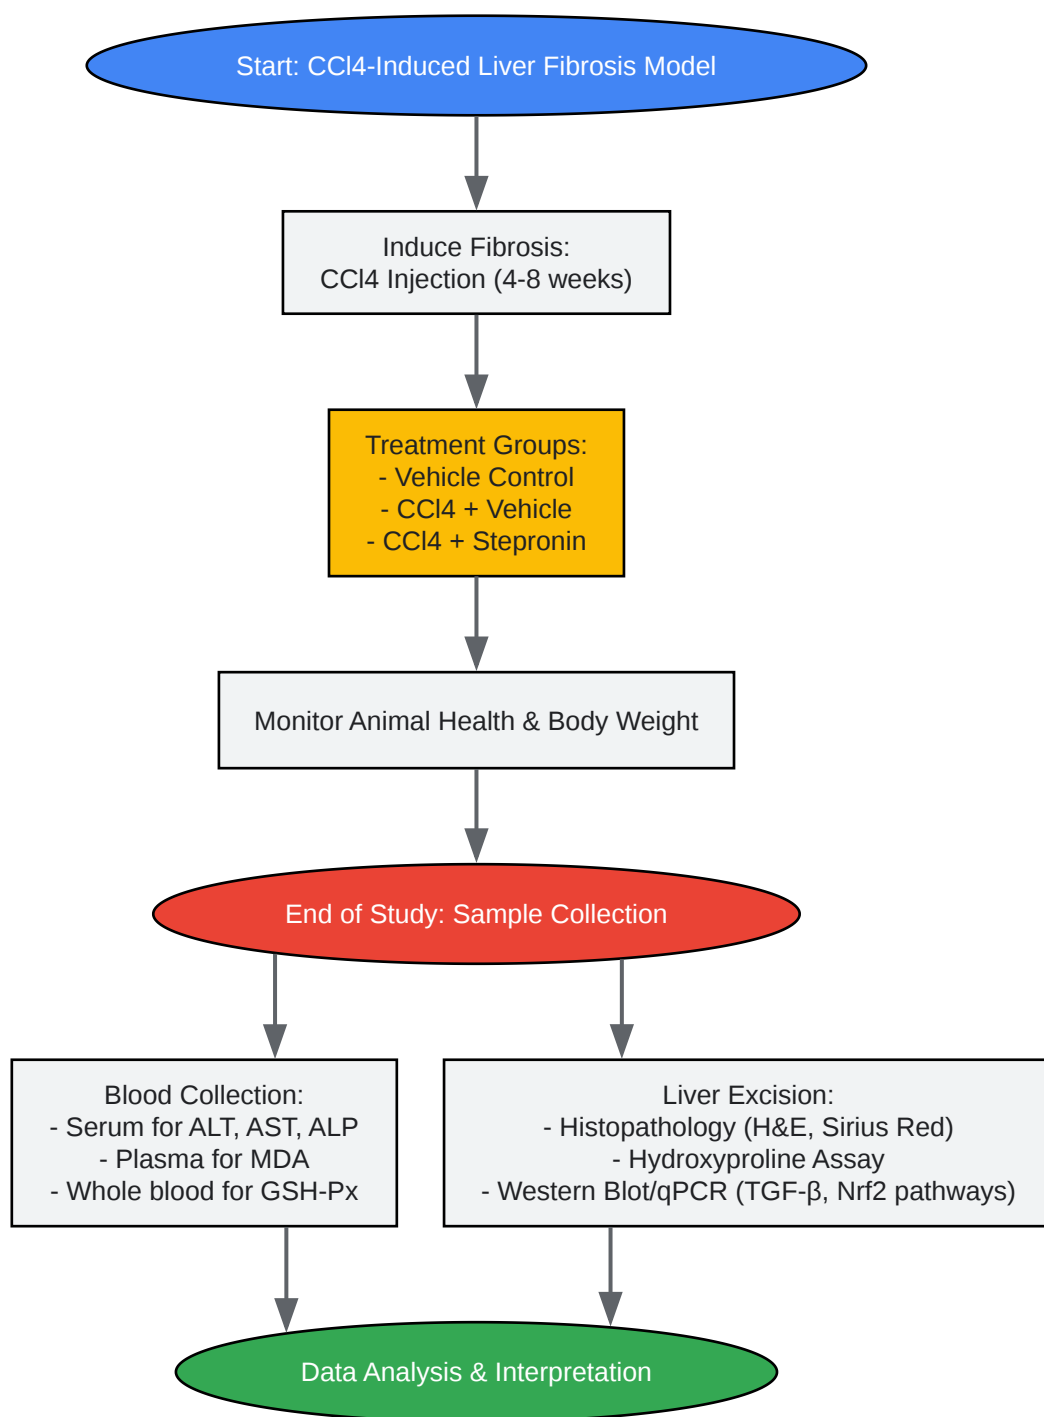 Start: CCl4-Induced Liver Fibrosis Model
Induce Fibrosis:
CCl4 Injection (4-8 weeks)
Treatment Groups:
- Vehicle Control
- CCl4 + Vehicle
- CCl4 + Stepronin
Monitor Animal Health & Body Weight
End of Study: Sample Collection
Blood Collection:
- Serum for ALT, AST, ALP
- Plasma for MDA
- Whole blood for GSH-Px
Liver Excision:
- Histopathology (H&E, Sirius Red)
- Hydroxyproline Assay
- Western Blot/qPCR (TGF-β, Nrf2 pathways)
Data Analysis & Interpretation